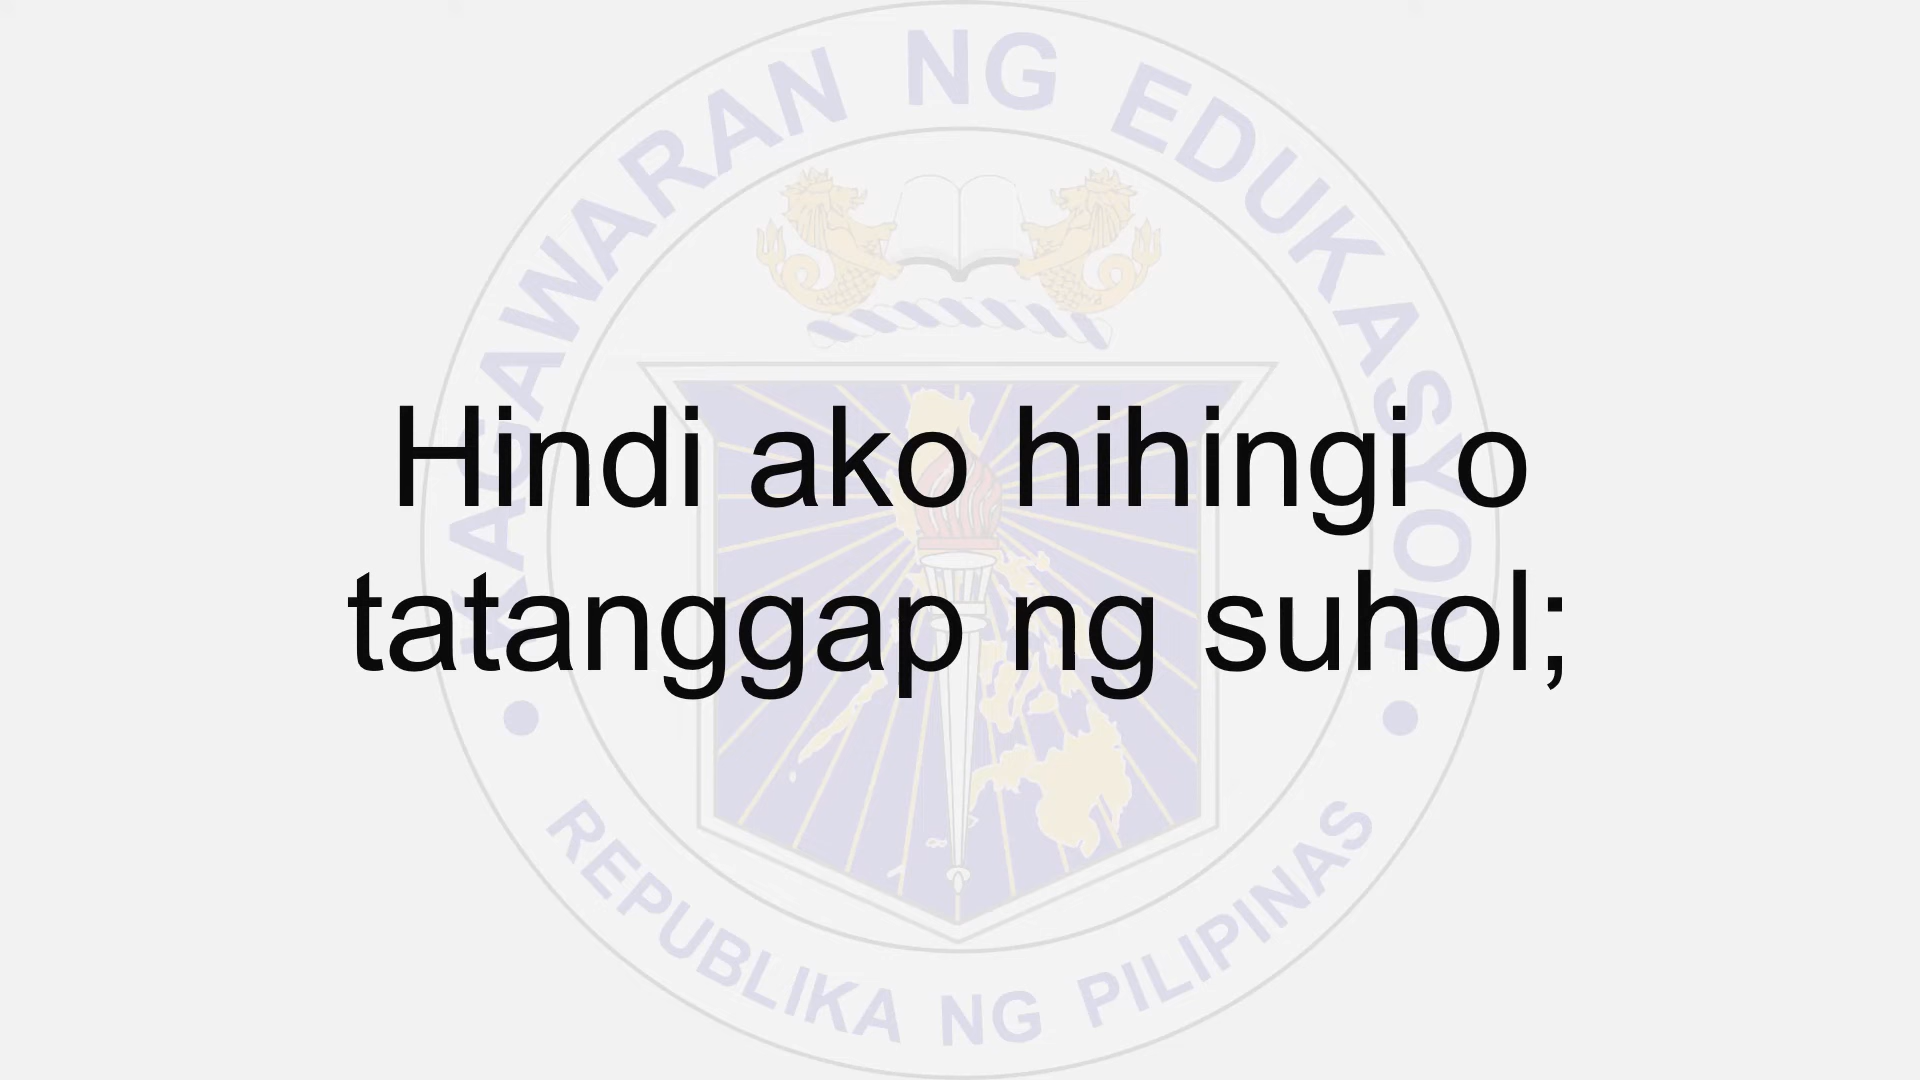 KAGAWARAN NG EDUKASYON
Hindi ako hihingi o
tatanggap ng suhol;
REPUBLIKA NG PILIPINAS